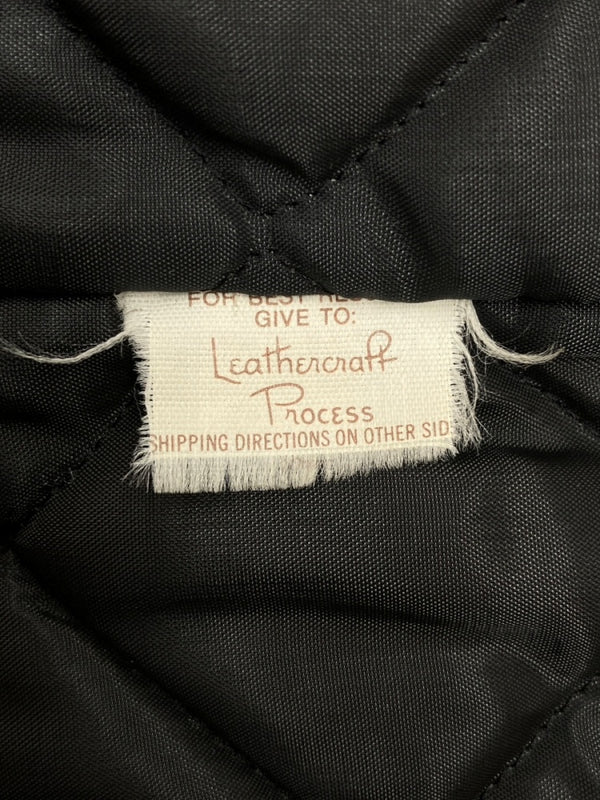 FOR BEST
GIVE TO:
Leathercraft
Process
SHIPPING DIRECTIONS ON OTHER SID